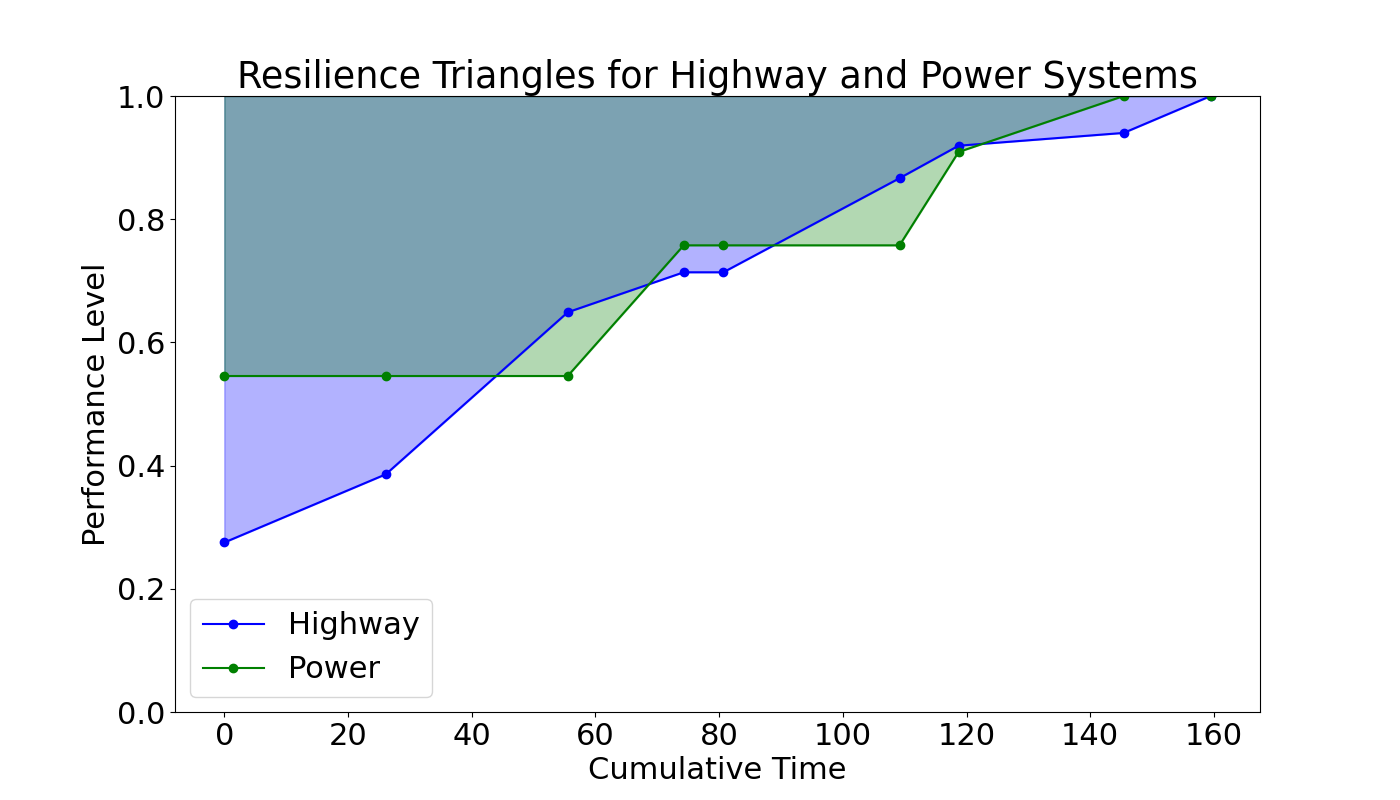 Resilience Triangles for Highway and Power Systems
1.0
0.8
0.6
0.4
0.2
0.0
Performance Level
Highway
Power
0 20 40 60 80 100 120 140 160
Cumulative Time